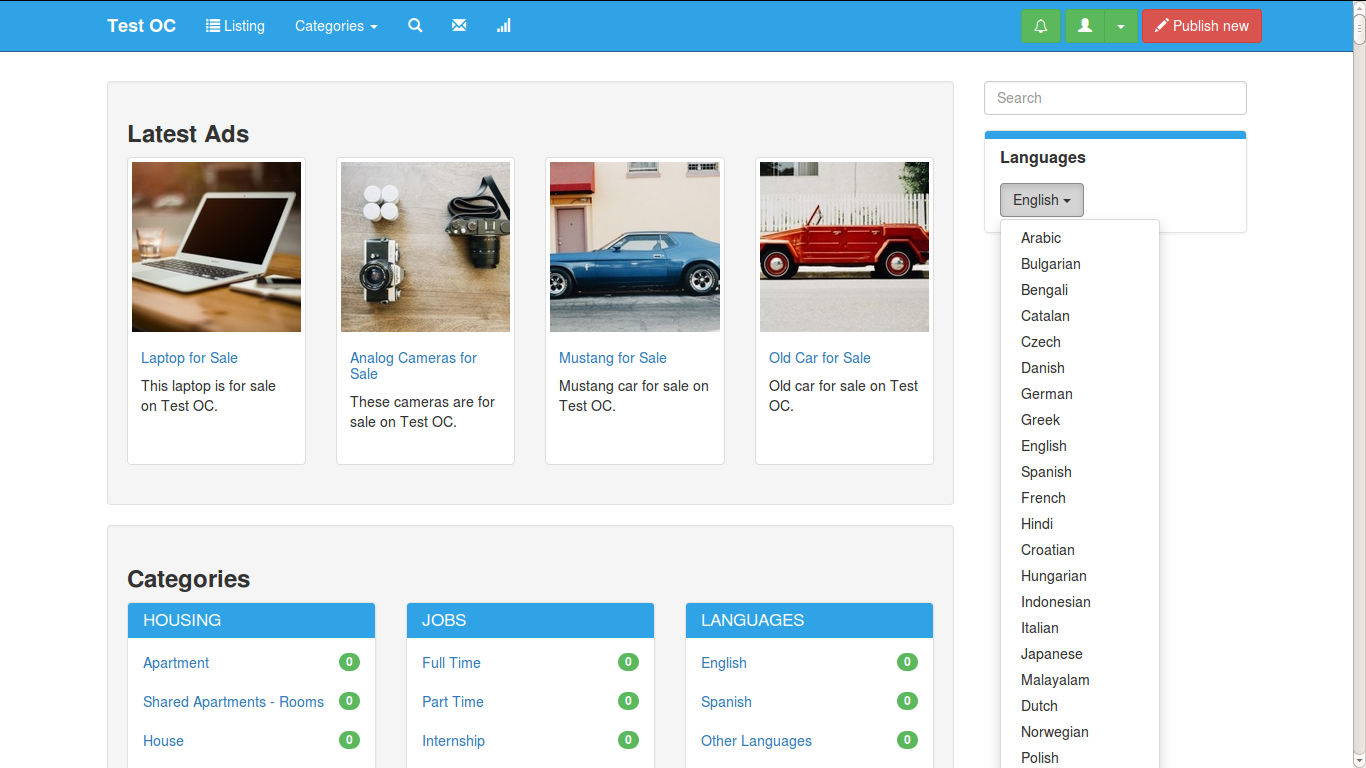 Test OC
Listing
Categories
Publish new
Search
Latest Ads
Laptop for Sale
This laptop is for sale
on Test OC.
Analog Cameras for
Sale
These cameras are for
sale on Test OC.
Mustang for Sale
Mustang car for sale on
Test OC.
Old Car for Sale
Old car for sale on Test
OC.
Languages
English
Arabic
Bulgarian
Bengali
Catalan
Czech
Danish
German
Greek
English
Spanish
French
Hindi
Croatian
Hungarian
Indonesian
Italian
Japanese
Malayalam
Dutch
Norwegian
Polish
Categories
HOUSING
Apartment 0
Shared Apartments - Rooms 0
House 0
JOBS
Full Time 0
Part Time 0
Internship 0
LANGUAGES
English 0
Spanish 0
Other Languages 0